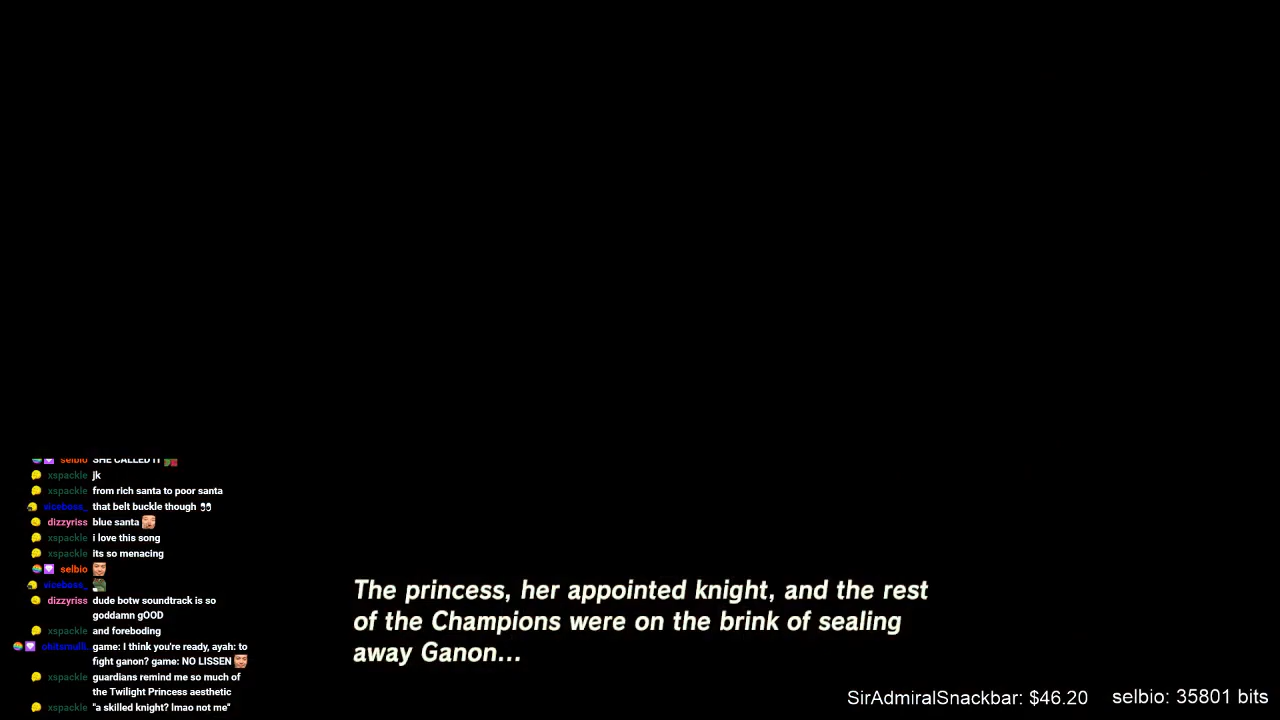 selbio SHE CALLED IT
xspackle jk
xspackle from rich santa to poor santa
viceboss_ that belt buckle though
dizzyriss blue santa
xspackle i love this song
xspackle its so menacing
selbio
viceboss_
dizzyriss dude botw soundtrack is so
goddamn gOOD
xspackle and foreboding
game: I think you're ready, ayah: to
fight ganon? game: NO LISSEN
xspackle guardians remind me so much of
the Twilight Princess aesthetic
xspackle "a skilled knight? lmao not me"
The princess, her appointed knight, and the rest
of the Champions were on the brink of sealing
away Ganon...
SirAdmiralSnackbar: $46.20 selbio: 35801 bits